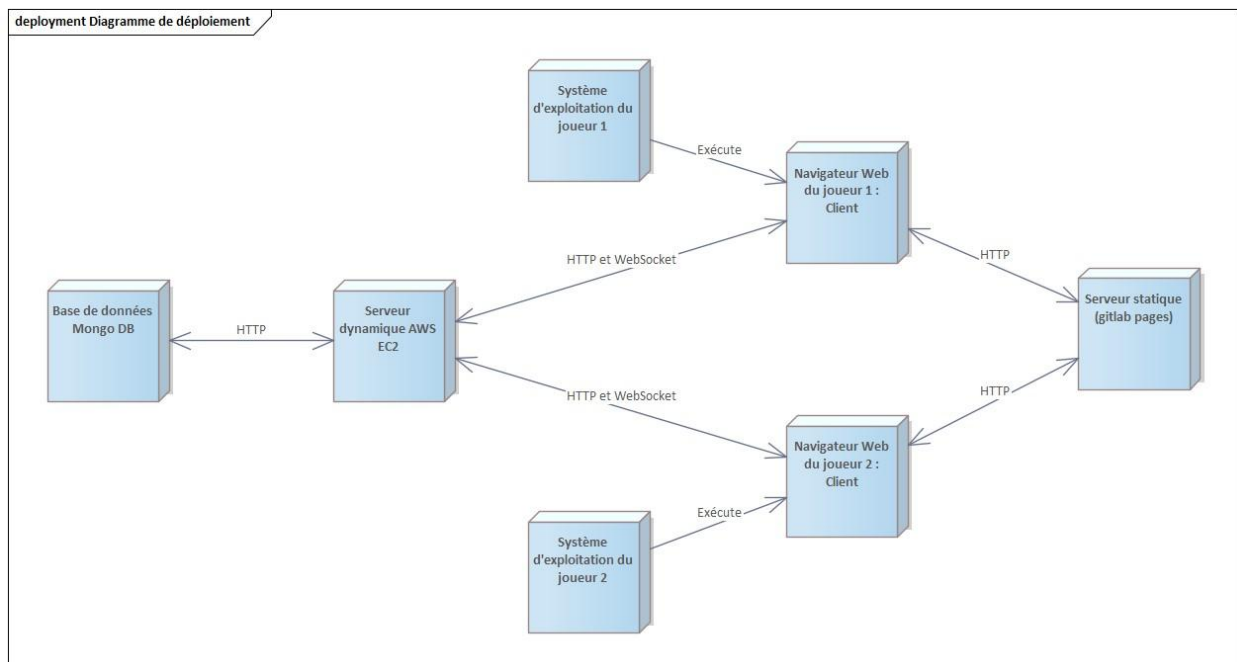 deployment Diagramme de déploiement
Système
d'exploitation du
joueur 1
Exécute
Navigateur Web
du joueur 1 :
Client
HTTP et WebSocket
HTTP
Base de données
Mongo DB
HTTP
Serveur
dynamique AWS
EC2
Serveur statique
(gitlab pages)
HTTP et WebSocket
HTTP
Navigateur Web
du joueur 2 :
Client
Exécute
Système
d'exploitation du
joueur 2